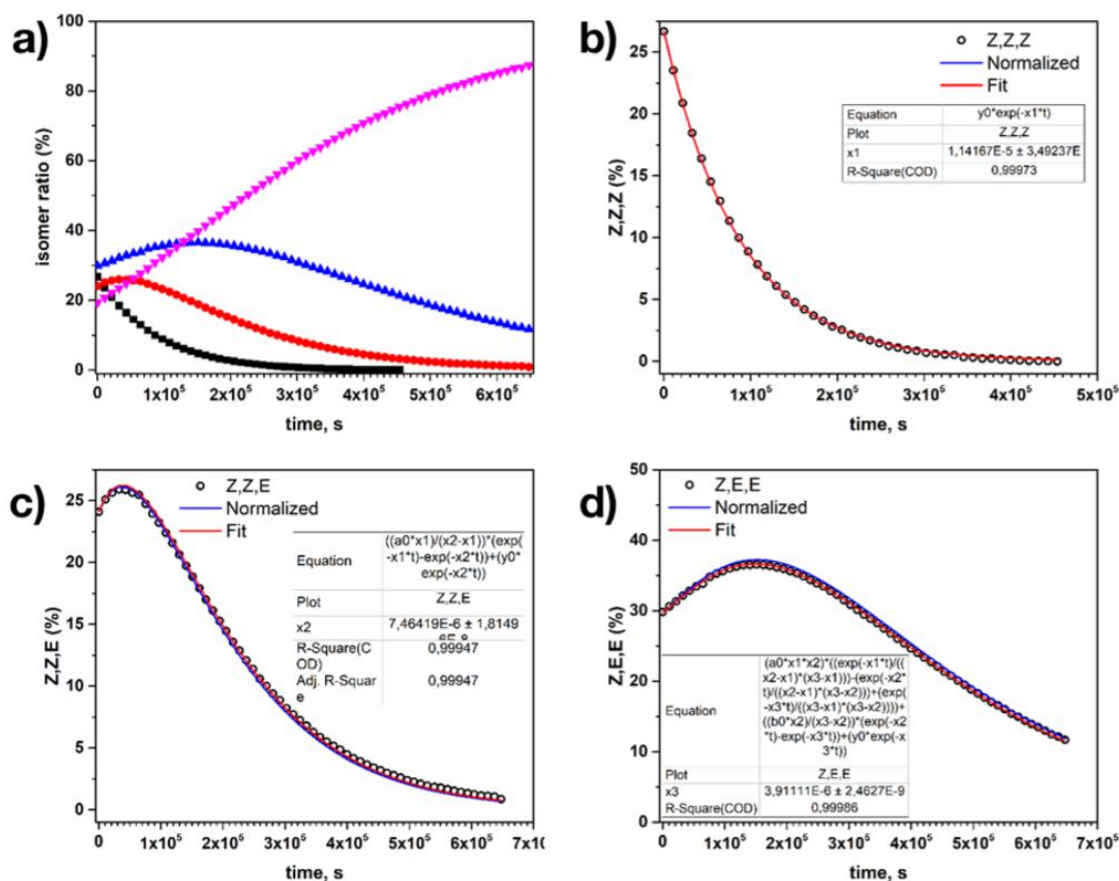 a)
100
80
60
40
20
0
isomer ratio (%)
0 1x10⁵ 2x10⁵ 3x10⁵ 4x10⁵ 5x10⁵ 6x10⁵
time, s
b)
25
20
15
10
5
0
Z,Z,Z (%)
Z,Z,Z
Normalized
Fit
Equation y0*exp(-x1*t)
Plot Z,Z,Z
x1 1,14167E-5 ± 3,49237E
R-Square(COD) 0,99973
0 1x10⁵ 2x10⁵ 3x10⁵ 4x10⁵ 5x10⁵
time, s
c)
25
20
15
10
5
0
Z,Z,E (%)
Z,Z,E
Normalized
Fit
Equation
((a0*x1)/(x2-x1))*(exp(
-x1*t)-exp(-x2*t))+(y0*
exp(-x2*t))
Plot Z,Z,E
x2 7,46419E-6 ± 1,8149
R-Square(C
OD) 0,99947
Adj. R-Squar
e 0,99947
0 1x10⁵ 2x10⁵ 3x10⁵ 4x10⁵ 5x10⁵ 6x10⁵ 7x10
time, s
d)
50
40
30
20
10
0
Z,E,E (%)
Z,E,E
Normalized
Fit
Equation
(a0*x1*x2)*((exp(-x1*t)/((
x2-x1)*(x3-x1)))-(exp(-x2*
t)/((x2-x1)*(x3-x2)))+(exp(
-x3*t)/((x3-x1)*(x3-x2))))+
((b0*x2)/(x3-x2))*(exp(-x2
*t)-exp(-x3*t))+(y0*exp(-x
3*t))
Plot Z,E,E
x3 3,91111E-6 ± 2,4627E-9
R-Square(COD) 0,99986
0 1x10⁵ 2x10⁵ 3x10⁵ 4x10⁵ 5x10⁵ 6x10⁵ 7x10⁵
time, s